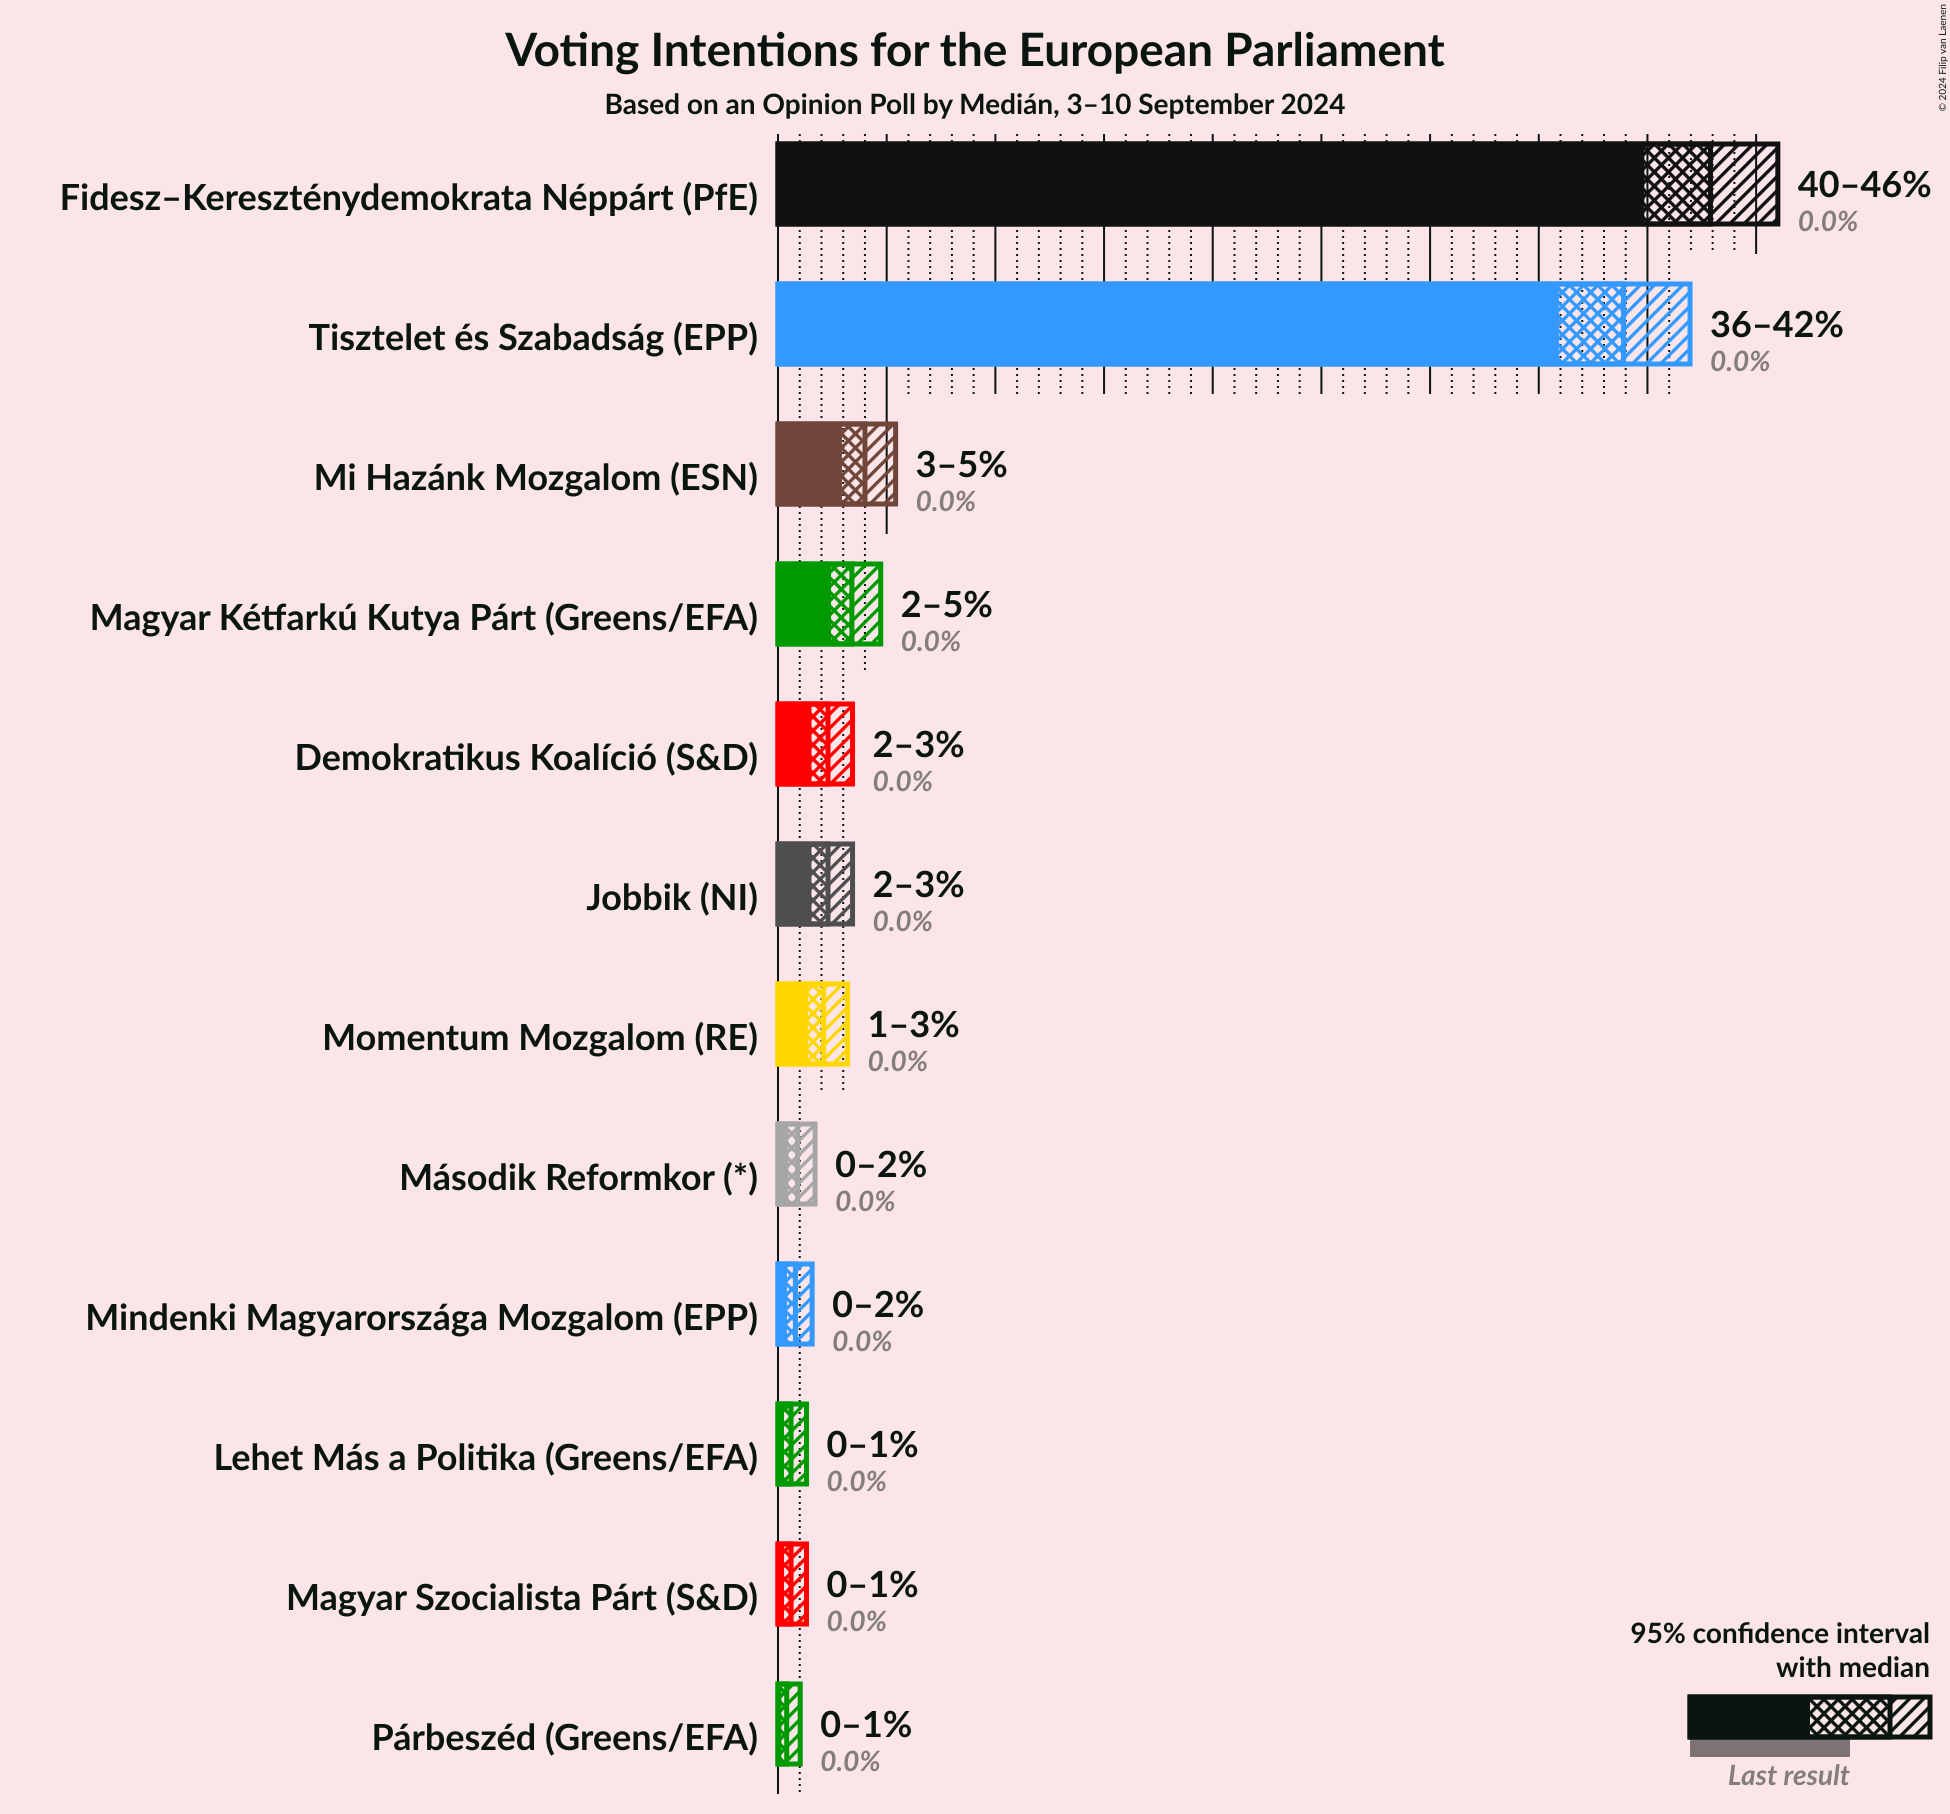 Voting Intentions for the European Parliament
Based on an Opinion Poll by Medián, 3–10 September 2024
© 2024 Filip van Laenen
Fidesz–Kereszténydemokrata Néppárt (PfE)
40–46%
0.0%
Tisztelet és Szabadság (EPP)
36–42%
0.0%
Mi Hazánk Mozgalom (ESN)
3–5%
0.0%
Magyar Kétfarkú Kutya Párt (Greens/EFA)
2–5%
0.0%
Demokratikus Koalíció (S&D)
2–3%
0.0%
Jobbik (NI)
2–3%
0.0%
Momentum Mozgalom (RE)
1–3%
0.0%
Második Reformkor (*)
0–2%
0.0%
Mindenki Magyarországa Mozgalom (EPP)
0–2%
0.0%
Lehet Más a Politika (Greens/EFA)
0–1%
0.0%
Magyar Szocialista Párt (S&D)
0–1%
0.0%
Párbeszéd (Greens/EFA)
0–1%
0.0%
95% confidence interval
with median
Last result